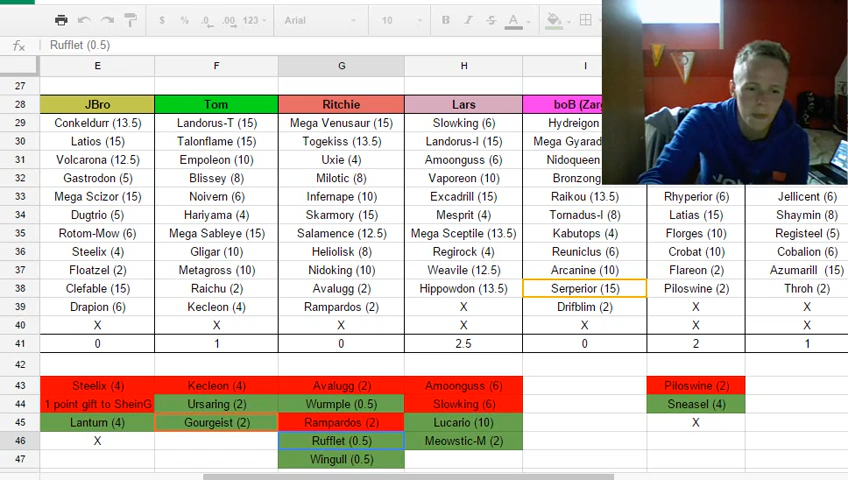 $ % .0 .00 123 Arial 10 B I S A
fx Rufflet (0.5)
E F G H I
27
28 JBro Tom Ritchie Lars boB (Zar
29 Conkeldurr (13.5) Landorus-T (15) Mega Venusaur (15) Slowking (6) Hydreigon
30 Latios (15) Talonflame (15) Togekiss (13.5) Landorus-I (15) Mega Gyarad
31 Volcarona (12.5) Empoleon (10) Uxie (4) Amoonguss (6) Nidoqueen
32 Gastrodon (5) Blissey (8) Milotic (8) Vaporeon (10) Bronzong
33 Mega Scizor (15) Noivern (6) Infernape (10) Excadrill (15) Raikou (13.5) Rhyperior (6) Jellicent (6)
34 Dugtrio (5) Hariyama (4) Skarmory (15) Mesprit (4) Tornadus-I (8) Latias (15) Shaymin (8)
35 Rotom-Mow (6) Mega Sableye (15) Salamence (12.5) Mega Sceptile (13.5) Kabutops (4) Florges (10) Registeel (5)
36 Steelix (4) Gligar (10) Heliolisk (8) Regirock (4) Reuniclus (6) Crobat (10) Cobalion (6)
37 Floatzel (2) Metagross (10) Nidoking (10) Weavile (12.5) Arcanine (10) Flareon (2) Azumarill (15)
38 Clefable (15) Raichu (2) Avalugg (2) Hippowdon (13.5) Serperior (15) Piloswine (2) Throh (2)
39 Drapion (6) Kecleon (4) Rampardos (2) X Drifblim (2) X X
40 X X X X X X X
41 0 1 0 2.5 0 2 1
42
43 Steelix (4) Kecleon (4) Avalugg (2) Amoonguss (6) Piloswine (2)
44 1 point gift to SheinG Ursaring (2) Wurmple (0.5) Slowking (6) Sneasel (4)
45 Lanturn (4) Gourgeist (2) Rampardos (2) Lucario (10) X
46 X Rufflet (0.5) Meowstic-M (2)
47 Wingull (0.5)